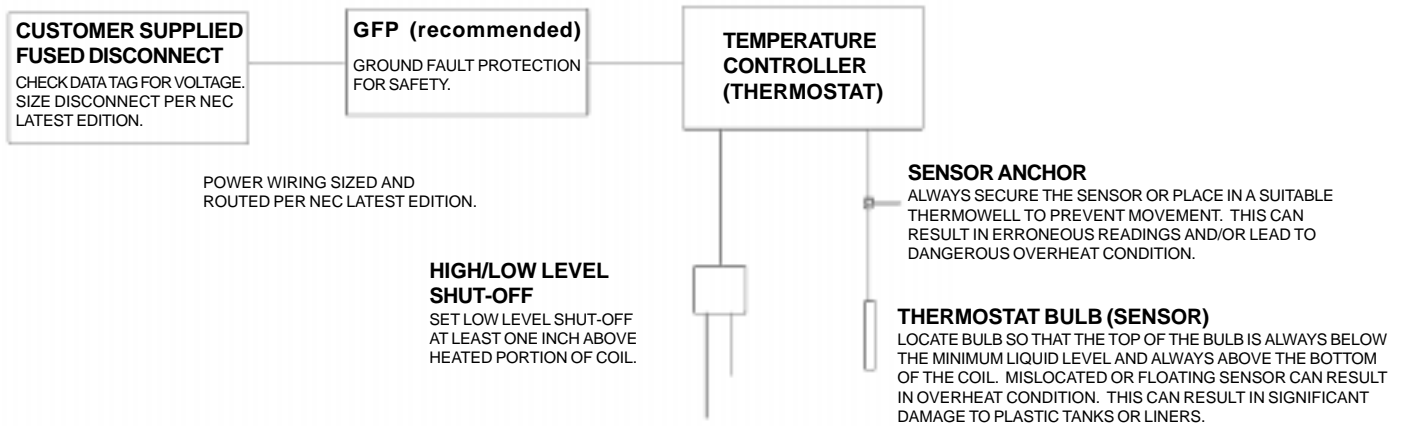 CUSTOMER SUPPLIED
FUSED DISCONNECT
CHECK DATA TAG FOR VOLTAGE.
SIZE DISCONNECT PER NEC
LATEST EDITION.
GFP (recommended)
GROUND FAULT PROTECTION
FOR SAFETY.
TEMPERATURE
CONTROLLER
(THERMOSTAT)
POWER WIRING SIZED AND
ROUTED PER NEC LATEST EDITION.
SENSOR ANCHOR
ALWAYS SECURE THE SENSOR OR PLACE IN A SUITABLE
THERMOWELL TO PREVENT MOVEMENT. THIS CAN
RESULT IN ERRONEOUS READINGS AND/OR LEAD TO
DANGEROUS OVERHEAT CONDITION.
HIGH/LOW LEVEL
SHUT-OFF
SET LOW LEVEL SHUT-OFF
AT LEAST ONE INCH ABOVE
HEATED PORTION OF COIL.
THERMOSTAT BULB (SENSOR)
LOCATE BULB SO THAT THE TOP OF THE BULB IS ALWAYS BELOW
THE MINIMUM LIQUID LEVEL AND ALWAYS ABOVE THE BOTTOM
OF THE COIL. MISLOCATED OR FLOATING SENSOR CAN RESULT
IN OVERHEAT CONDITION. THIS CAN RESULT IN SIGNIFICANT
DAMAGE TO PLASTIC TANKS OR LINERS.